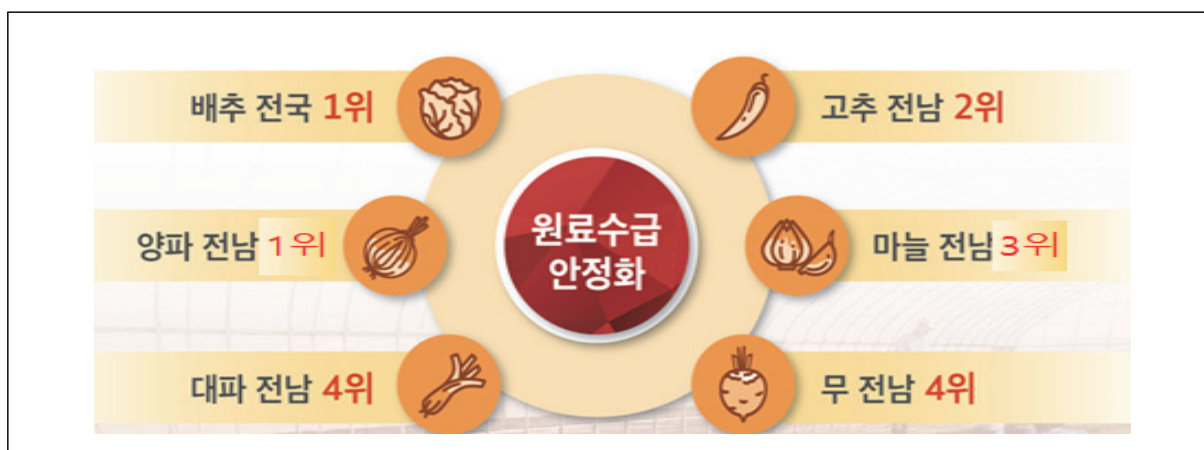 배추 전국 1위
고추 전남 2위
양파 전남 1위
원료수급
안정화
마늘 전남 3위
대파 전남 4위
무 전남 4위